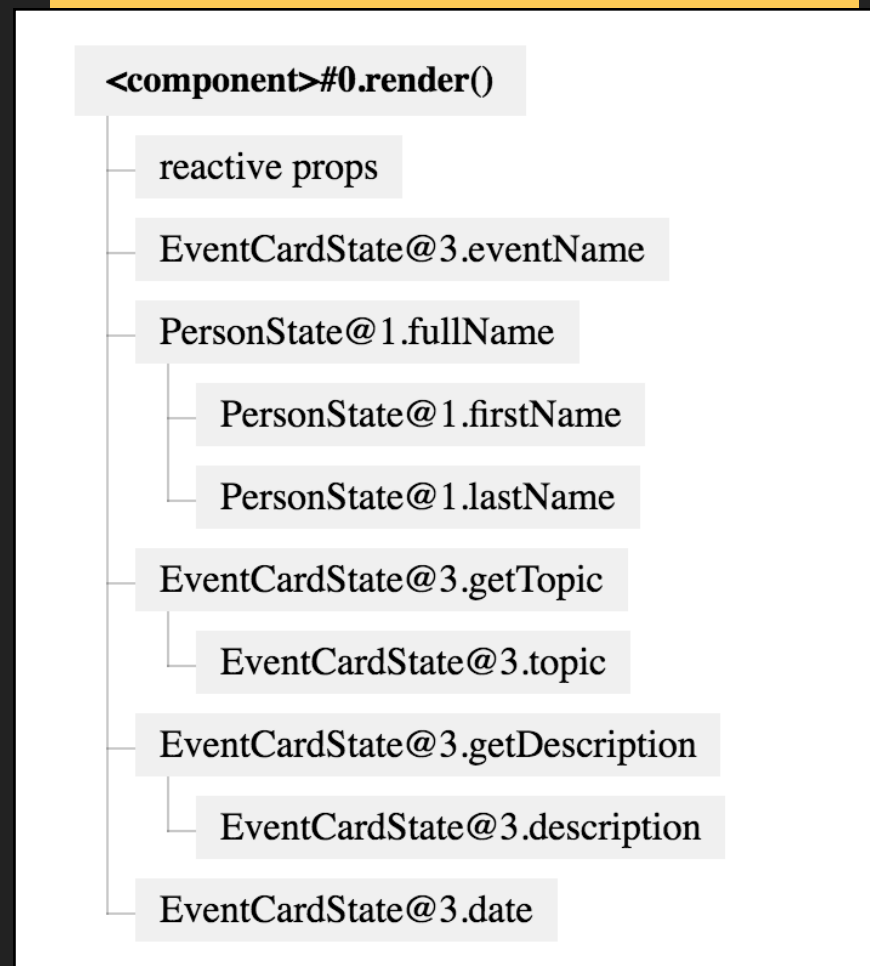 <component>#0.render()
reactive props
EventCardState@3.eventName
PersonState@1.fullName
PersonState@1.firstName
PersonState@1.lastName
EventCardState@3.getTopic
EventCardState@3.topic
EventCardState@3.getDescription
EventCardState@3.description
EventCardState@3.date